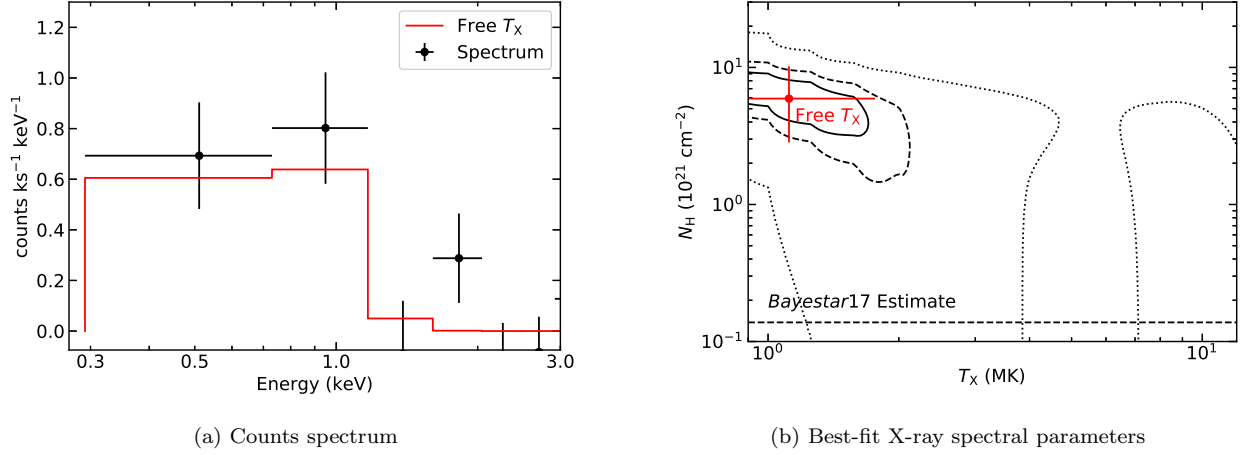 1.2
1.0
0.8
0.6
0.4
0.2
0.0
counts ks⁻¹ keV⁻¹
Free T_X
Spectrum
0.3 0.5 1.0 3.0
Energy (keV)
(a) Counts spectrum
10¹
10⁰
10⁻¹
N_H (10²¹ cm⁻²)
Free T_X
Bayestar17 Estimate
10⁰ 10¹
T_X (MK)
(b) Best-fit X-ray spectral parameters